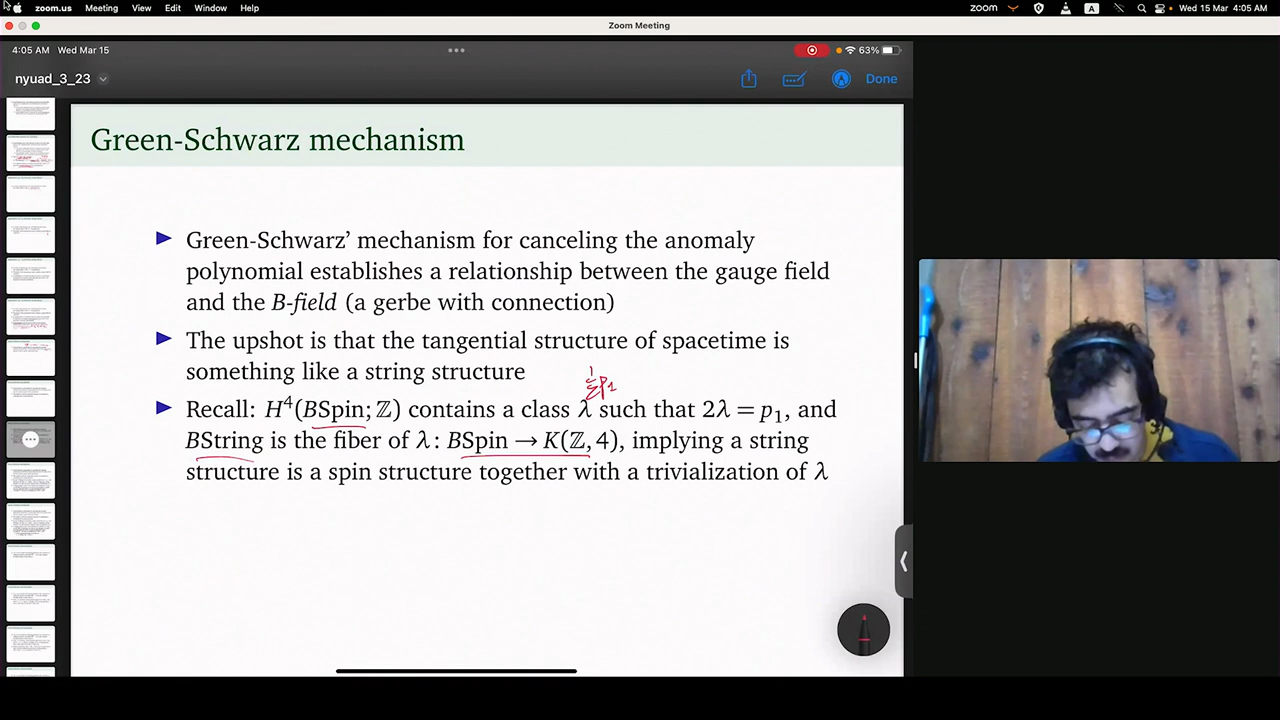 zoom.us Meeting View Edit Window Help zoom A Wed 15 Mar 4:05 AM
Zoom Meeting
4:05 AM Wed Mar 15 63%
nyuad_3_23 Done
Green-Schwarz mechanism
Green-Schwarz’ mechanism for canceling the anomaly
polynomial establishes a relationship between the gauge field
and the B-field (a gerbe with connection)
The upshot is that the tangential structure of spacetime is
something like a string structure
½p₁
Recall: H⁴(BSpin; ℤ) contains a class λ such that 2λ = p₁, and
BString is the fiber of λ: BSpin → K(ℤ, 4), implying a string
structure is a spin structure together with a trivialization of λ